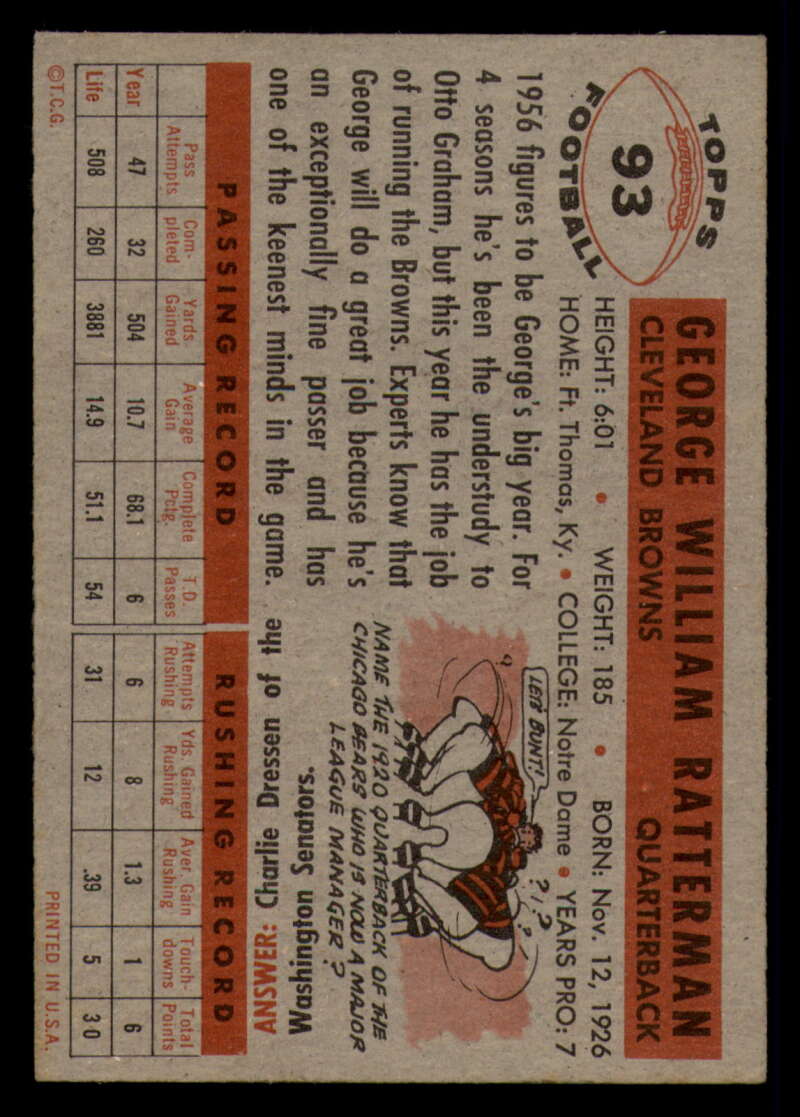 TOPPS
93
FOOTBALL
GEORGE WILLIAM RATTERMAN
CLEVELAND BROWNS QUARTERBACK
HEIGHT: 6:01 • WEIGHT: 185 • BORN: Nov. 12, 1926
HOME: Ft. Thomas, Ky. • COLLEGE: Notre Dame • YEARS PRO: 7
1956 figures to be George's big year. For
4 seasons he's been the understudy to
Otto Graham, but this year he has the job
of running the Browns. Experts know that
George will do a great job because he's
an exceptionally fine passer and has
one of the keenest minds in the game.
LET'S BUNT!
? ! ?
? ?
NAME THE 1920 QUARTERBACK OF THE
CHICAGO BEARS WHO IS NOW A MAJOR
LEAGUE MANAGER?
ANSWER: Charlie Dressen of the
Washington Senators.
PASSING RECORD RUSHING RECORD
Pass Attempts Com-pleted Yards Gained Average Gain Complete Pctg. T.D. Passes Attempts Rushing Yds. Gained Rushing Aver. Gain Rushing Touch-downs Total Points
Year 47 32 504 10.7 68.1 6 6 8 1.3 1 6
Life 508 260 3881 14.9 51.1 54 31 12 .39 5 30
©T.C.G. PRINTED IN U.S.A.